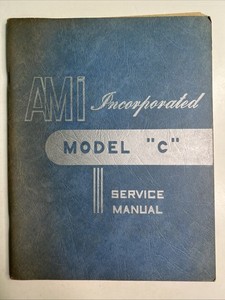 AMi Incorporated
MODEL "C"
SERVICE
MANUAL